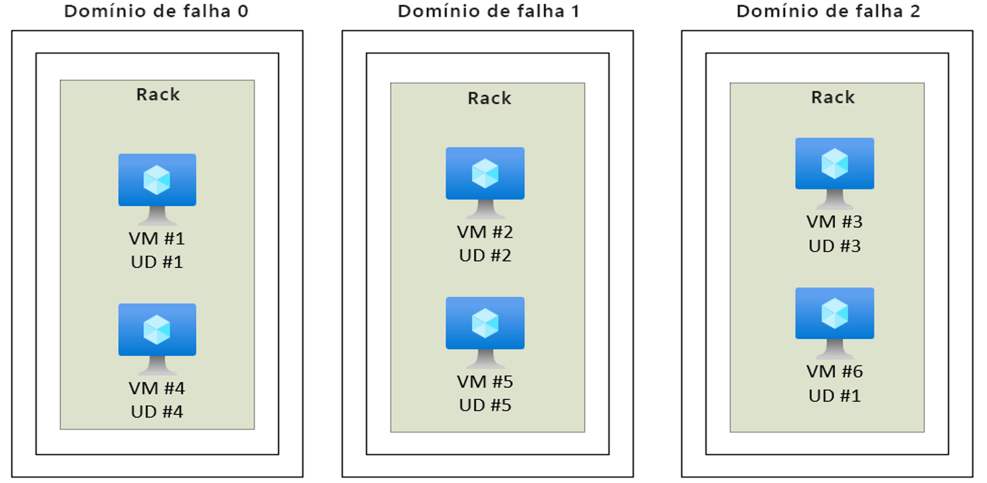 Domínio de falha 0
Rack
VM #1
UD #1
VM #4
UD #4
Domínio de falha 1
Rack
VM #2
UD #2
VM #5
UD #5
Domínio de falha 2
Rack
VM #3
UD #3
VM #6
UD #1